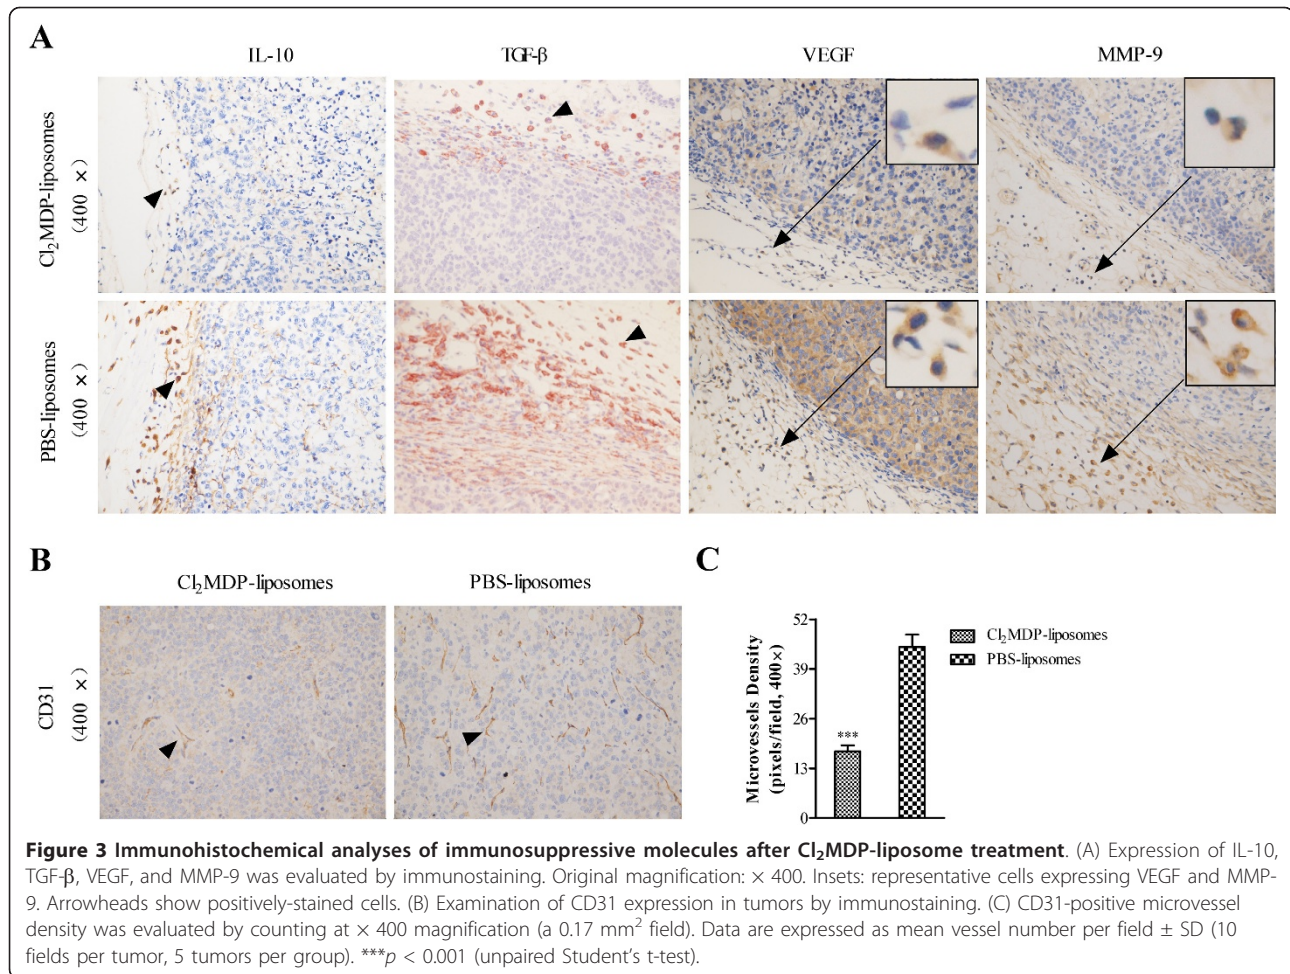 A
IL-10
TGF-β
VEGF
MMP-9
Cl₂MDP-liposomes
(400 ×)
PBS-liposomes
(400 ×)
B
Cl₂MDP-liposomes
PBS-liposomes
CD31
(400 ×)
C
Microvessels Density
(pixels/field, 400×)
52
39
26
13
0
***
Cl₂MDP-liposomes
PBS-liposomes
Figure 3 Immunohistochemical analyses of immunosuppressive molecules after Cl₂MDP-liposome treatment. (A) Expression of IL-10,
TGF-β, VEGF, and MMP-9 was evaluated by immunostaining. Original magnification: × 400. Insets: representative cells expressing VEGF and MMP-
9. Arrowheads show positively-stained cells. (B) Examination of CD31 expression in tumors by immunostaining. (C) CD31-positive microvessel
density was evaluated by counting at × 400 magnification (a 0.17 mm² field). Data are expressed as mean vessel number per field ± SD (10
fields per tumor, 5 tumors per group). ***p < 0.001 (unpaired Student's t-test).